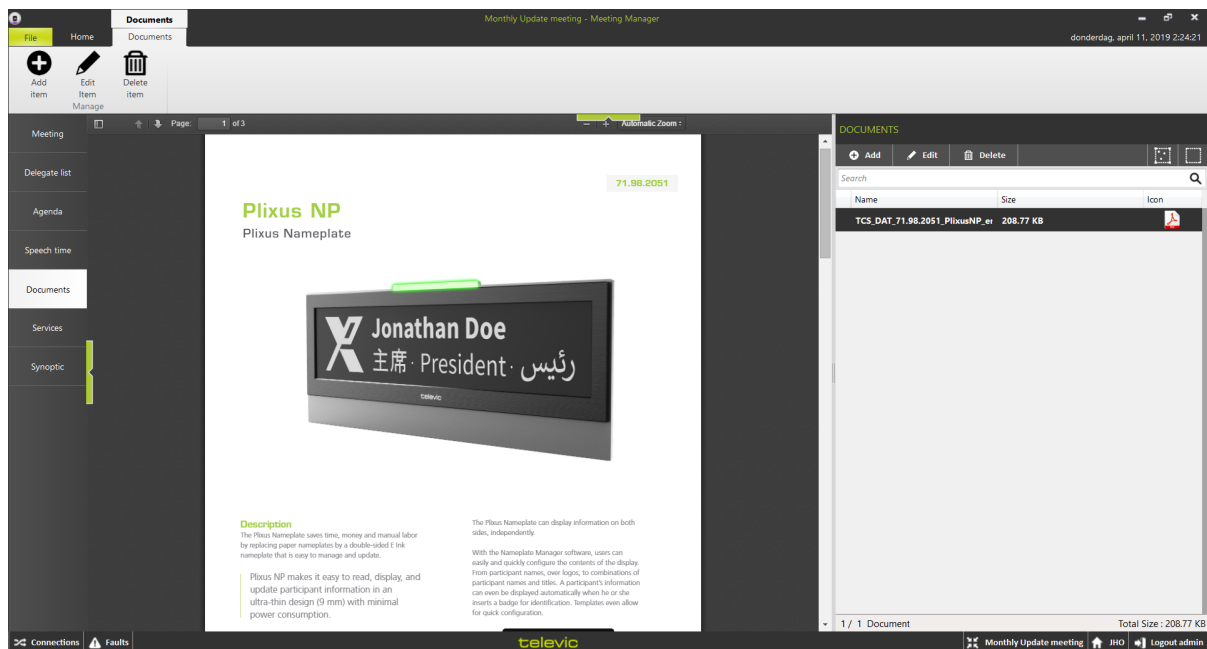 Documents
Monthly Update meeting - Meeting Manager
File
Home
Documents
donderdag, april 11, 2019 2:24:21
Add item
Edit Item
Delete item
Manage
Meeting
Delegate list
Agenda
Speech time
Documents
Services
Synoptic
Page: 1 of 3
Automatic Zoom
71.98.2051
Plixus NP
Plixus Nameplate
Jonathan Doe
主席 · President · رئيس
televic
Description
The Plixus Nameplate saves time, money and manual labor
by replacing paper nameplates by a double-sided E Ink
nameplate that is easy to manage and update.
Plixus NP makes it easy to read, display, and
update participant information in an
ultra-thin design (9 mm) with minimal
power consumption.
The Plixus Nameplate can display information on both
sides, independently.
With the Nameplate Manager software, users can
easily and quickly configure the contents of the display.
From participant names, over logos, to combinations of
participant names and titles. A participant's information
can even be displayed automatically when he or she
inserts a badge for identification. Templates even allow
for quick configuration.
DOCUMENTS
Add
Edit
Delete
Search
Name Size Icon
TCS_DAT_71.98.2051_PlixusNP_er 208.77 KB
1 / 1 Document
Total Size : 208.77 KB
Connections
Faults
televic
Monthly Update meeting
JHO
Logout admin